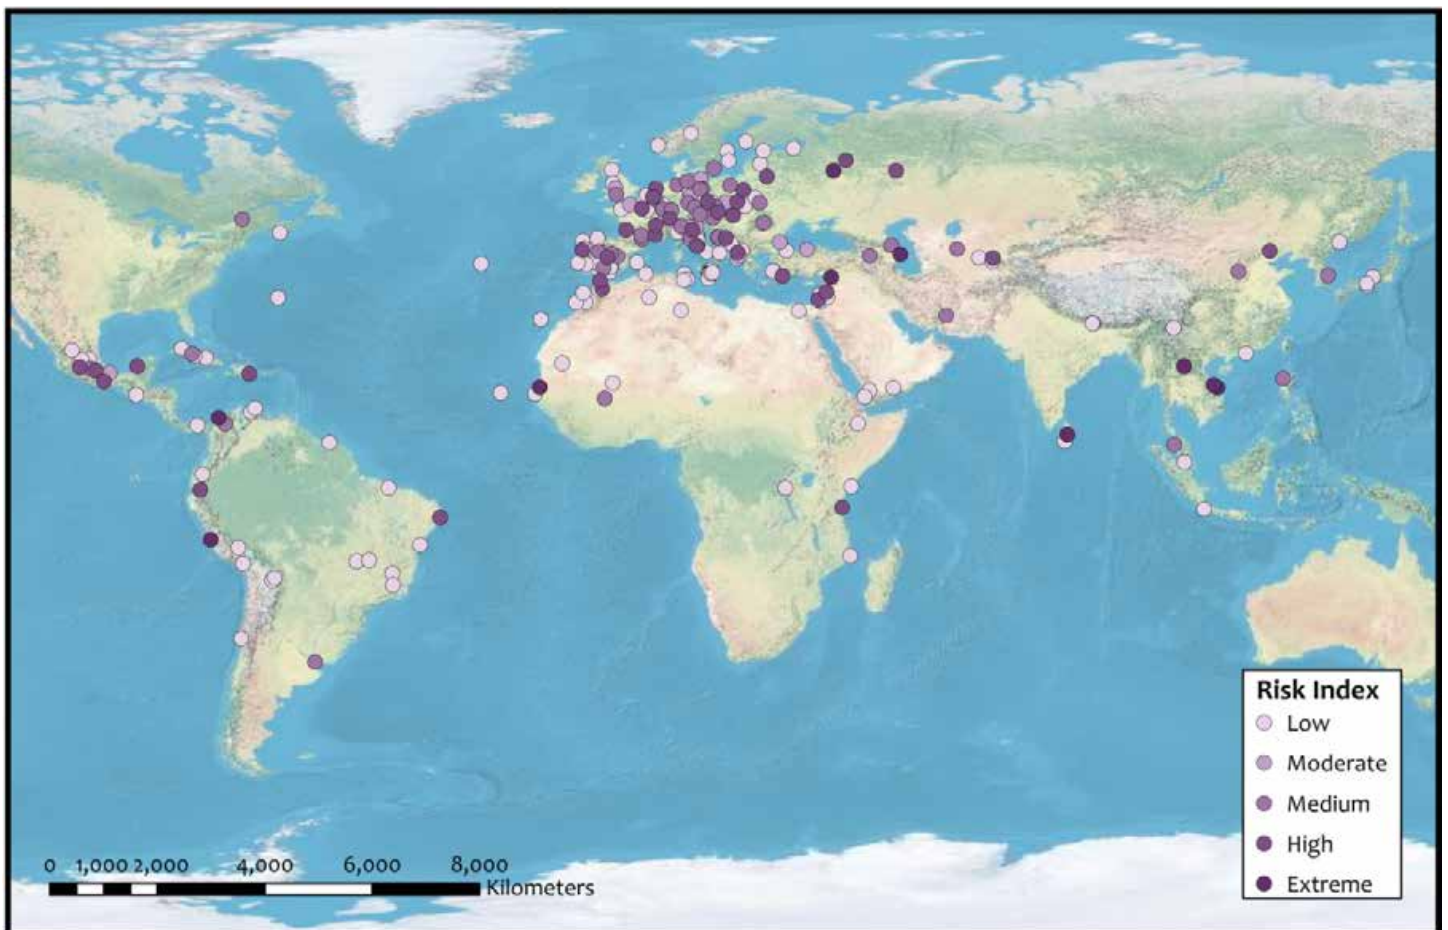 Risk Index
Low
Moderate
Medium
High
Extreme
0 1,000 2,000 4,000 6,000 8,000
Kilometers